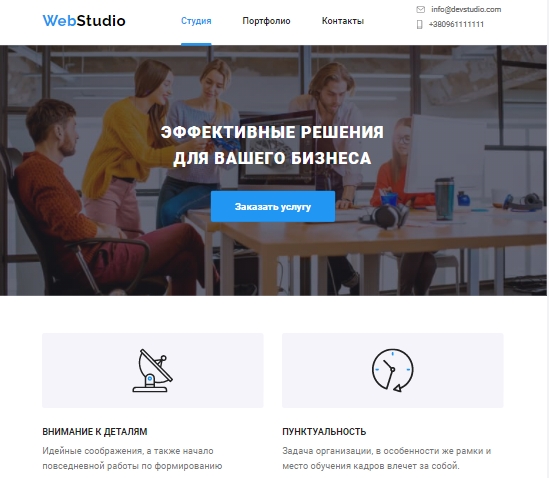 WebStudio
Студия
Портфолио
Контакты
info@devstudio.com
+380961111111
ЭФФЕКТИВНЫЕ РЕШЕНИЯ
ДЛЯ ВАШЕГО БИЗНЕСА
Заказать услугу
ВНИМАНИЕ К ДЕТАЛЯМ
Идейные соображения, а также начало
повседневной работы по формированию
ПУНКТУАЛЬНОСТЬ
Задача организации, в особенности же рамки и
место обучения кадров влечет за собой.